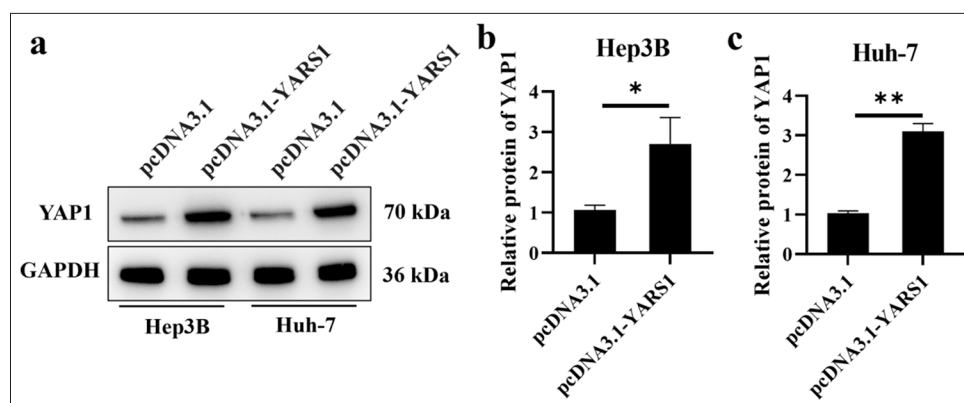 a
pcDNA3.1
pcDNA3.1-YARS1
pcDNA3.1
pcDNA3.1-YARS1
YAP1
70 kDa
GAPDH
36 kDa
Hep3B
Huh-7
b
Hep3B
Relative protein of YAP1
4
3
2
1
0
*
pcDNA3.1
pcDNA3.1-YARS1
c
Huh-7
Relative protein of YAP1
4
3
2
1
0
**
pcDNA3.1
pcDNA3.1-YARS1